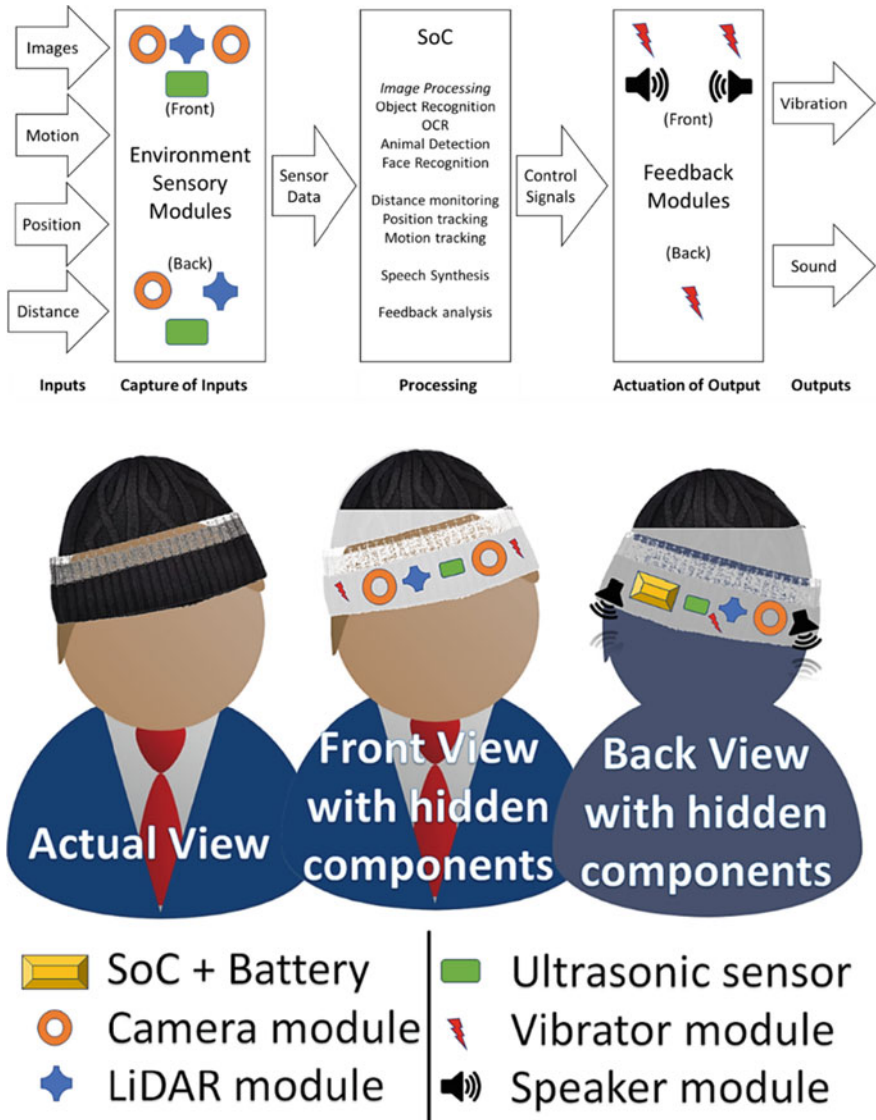 Images
Motion
Position
Distance
(Front)
Environment
Sensory
Modules
(Back)
Sensor
Data
SoC
Image Processing
Object Recognition
OCR
Animal Detection
Face Recognition
Distance monitoring
Position tracking
Motion tracking
Speech Synthesis
Feedback analysis
Control
Signals
(Front)
Feedback
Modules
(Back)
Vibration
Sound
Inputs
Capture of Inputs
Processing
Actuation of Output
Outputs
Actual View
Front View
with hidden
components
Back View
with hidden
components
SoC + Battery
Camera module
LiDAR module
Ultrasonic sensor
Vibrator module
Speaker module